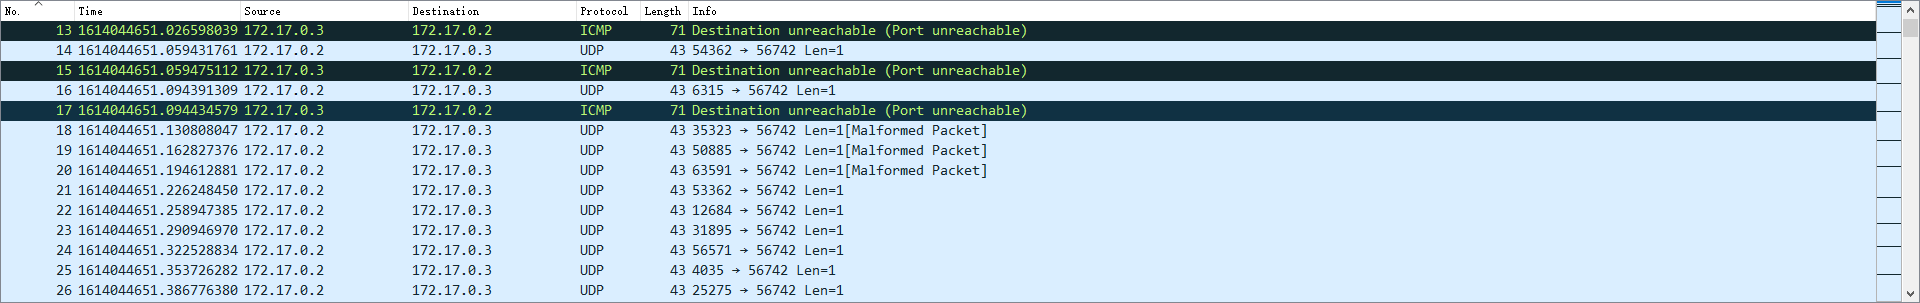 No. Time Source Destination Protocol Length Info
13 1614044651.026598039 172.17.0.3 172.17.0.2 ICMP 71 Destination unreachable (Port unreachable)
14 1614044651.059431761 172.17.0.2 172.17.0.3 UDP 43 54362 → 56742 Len=1
15 1614044651.059475112 172.17.0.3 172.17.0.2 ICMP 71 Destination unreachable (Port unreachable)
16 1614044651.094391309 172.17.0.2 172.17.0.3 UDP 43 6315 → 56742 Len=1
17 1614044651.094434579 172.17.0.3 172.17.0.2 ICMP 71 Destination unreachable (Port unreachable)
18 1614044651.130808047 172.17.0.2 172.17.0.3 UDP 43 35323 → 56742 Len=1[Malformed Packet]
19 1614044651.162827376 172.17.0.2 172.17.0.3 UDP 43 50885 → 56742 Len=1[Malformed Packet]
20 1614044651.194612881 172.17.0.2 172.17.0.3 UDP 43 63591 → 56742 Len=1[Malformed Packet]
21 1614044651.226248450 172.17.0.2 172.17.0.3 UDP 43 53362 → 56742 Len=1
22 1614044651.258947385 172.17.0.2 172.17.0.3 UDP 43 12684 → 56742 Len=1
23 1614044651.290946970 172.17.0.2 172.17.0.3 UDP 43 31895 → 56742 Len=1
24 1614044651.322528834 172.17.0.2 172.17.0.3 UDP 43 56571 → 56742 Len=1
25 1614044651.353726282 172.17.0.2 172.17.0.3 UDP 43 4035 → 56742 Len=1
26 1614044651.386776380 172.17.0.2 172.17.0.3 UDP 43 25275 → 56742 Len=1